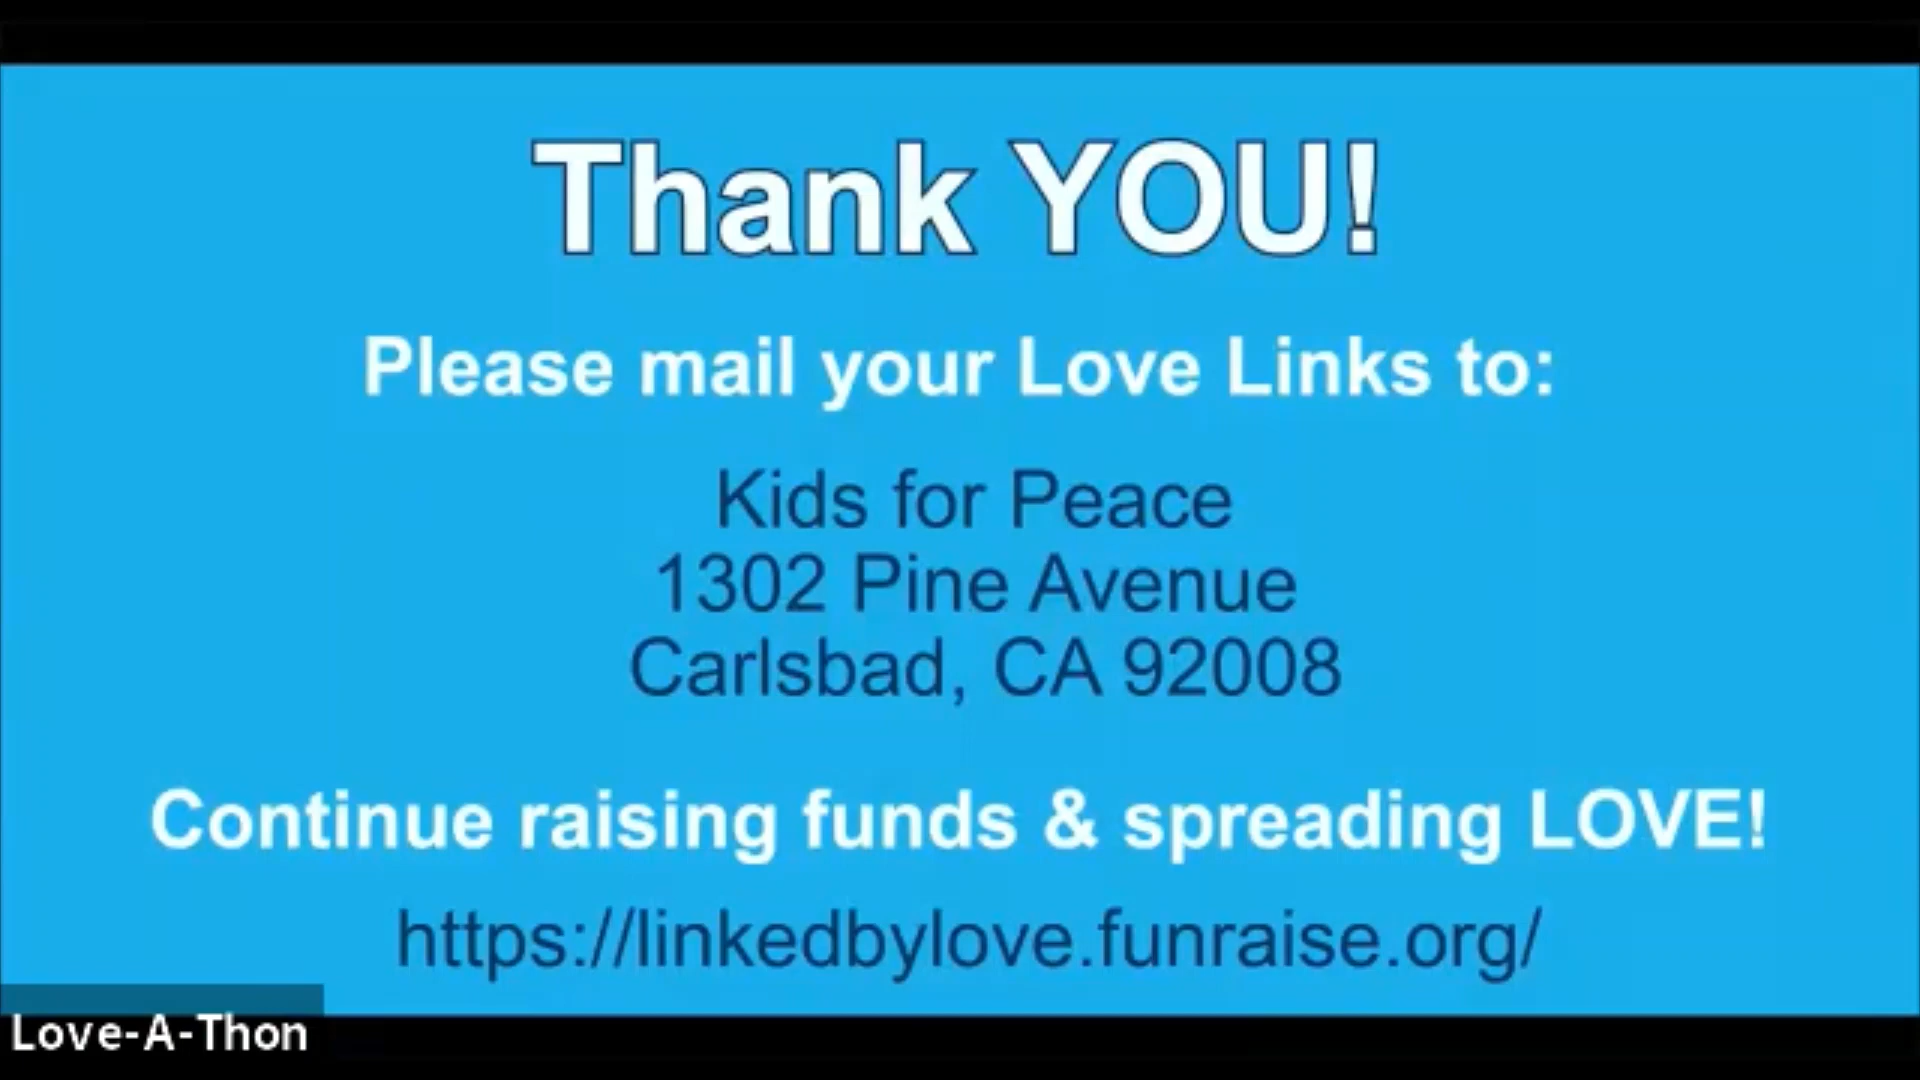 Thank YOU!
Please mail your Love Links to:
Kids for Peace
1302 Pine Avenue
Carlsbad, CA 92008
Continue raising funds & spreading LOVE!
https://linkedbylove.funraise.org/
Love-A-Thon